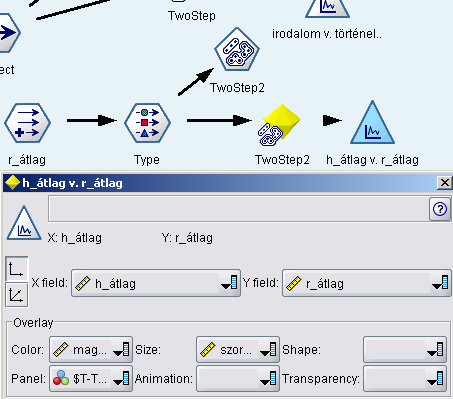 TwoStep
irodalom v. történel..
ect
TwoStep2
r_átlag
Type
TwoStep2
h_átlag v. r_átlag
h_átlag v. r_átlag
X: h_átlag Y: r_átlag
X field: h_átlag Y field: r_átlag
Overlay
Color: mag... Size: szor... Shape:
Panel: $T-T... Animation: Transparency: